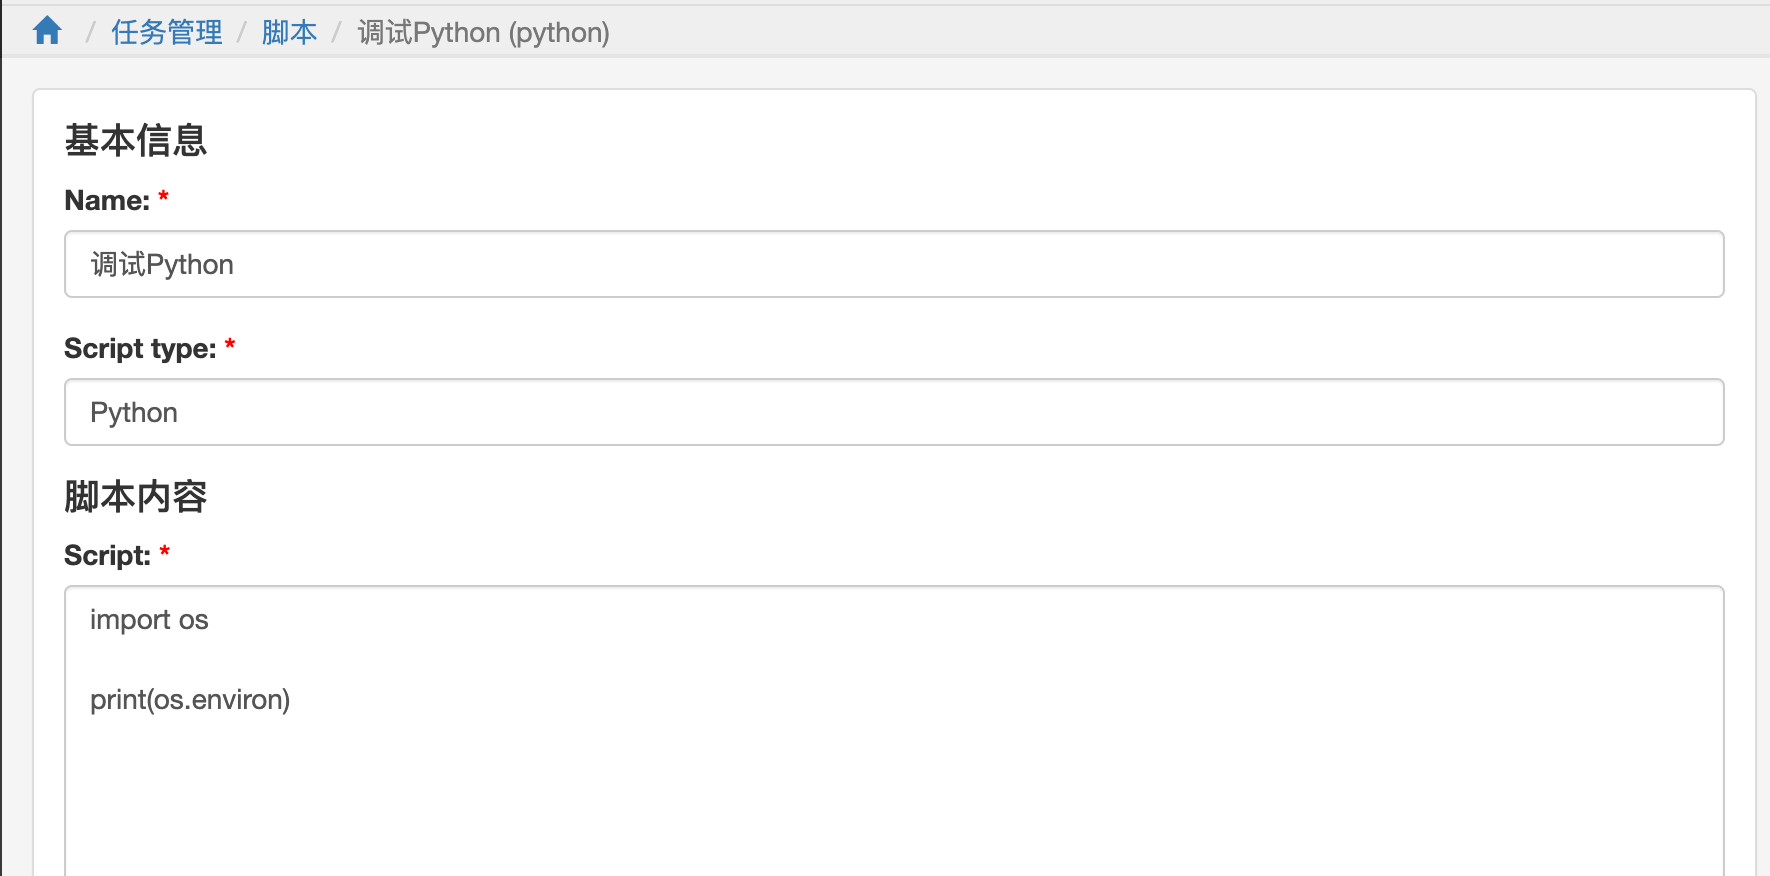 / 任务管理 / 脚本 / 调试Python (python)
基本信息
Name: *
调试Python
Script type: *
Python
脚本内容
Script: *
import os
print(os.environ)